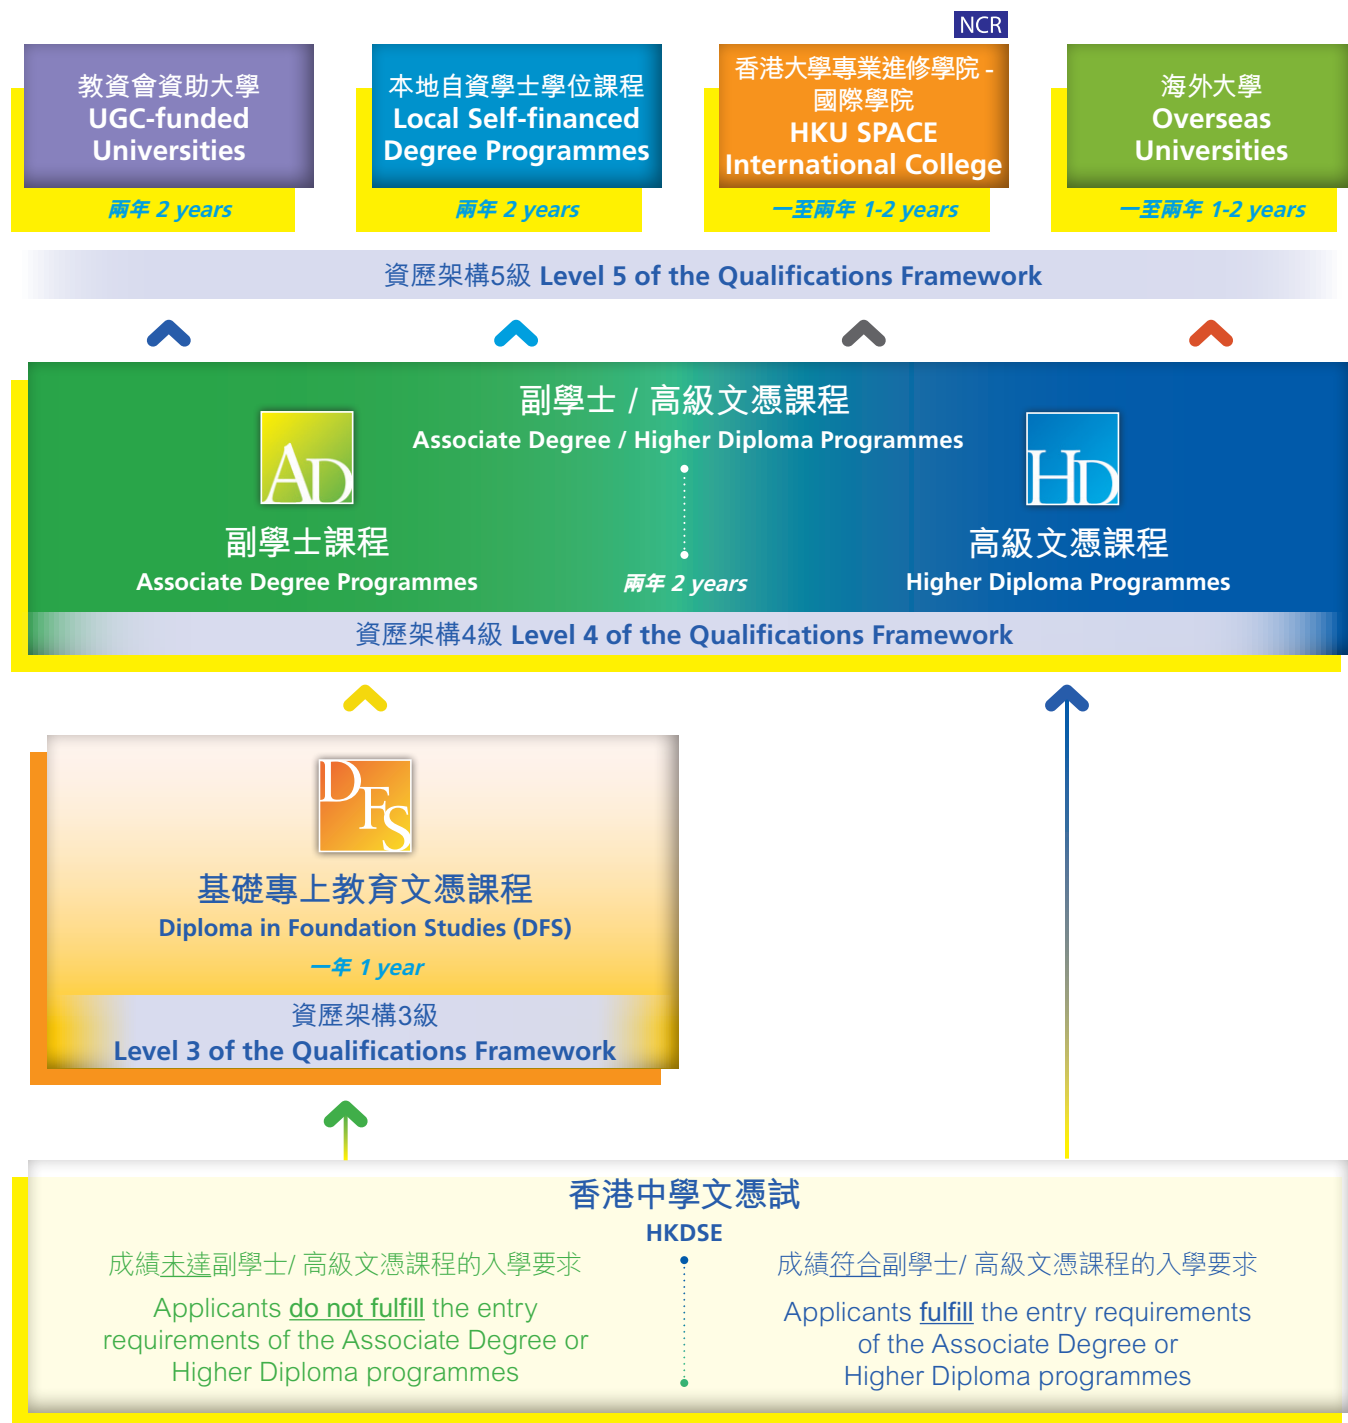 NCR
教資會資助大學
UGC-funded
Universities
兩年 2 years
本地自資學士學位課程
Local Self-financed
Degree Programmes
兩年 2 years
香港大學專業進修學院 -
國際學院
HKU SPACE
International College
一至兩年 1-2 years
海外大學
Overseas
Universities
一至兩年 1-2 years
資歷架構5級 Level 5 of the Qualifications Framework
副學士 / 高級文憑課程
Associate Degree / Higher Diploma Programmes
AD
副學士課程
Associate Degree Programmes
兩年 2 years
HD
高級文憑課程
Higher Diploma Programmes
資歷架構4級 Level 4 of the Qualifications Framework
DFS
基礎專上教育文憑課程
Diploma in Foundation Studies (DFS)
一年 1 year
資歷架構3級
Level 3 of the Qualifications Framework
香港中學文憑試
HKDSE
成績未達副學士/ 高級文憑課程的入學要求
Applicants do not fulfill the entry
requirements of the Associate Degree or
Higher Diploma programmes
成績符合副學士/ 高級文憑課程的入學要求
Applicants fulfill the entry requirements
of the Associate Degree or
Higher Diploma programmes